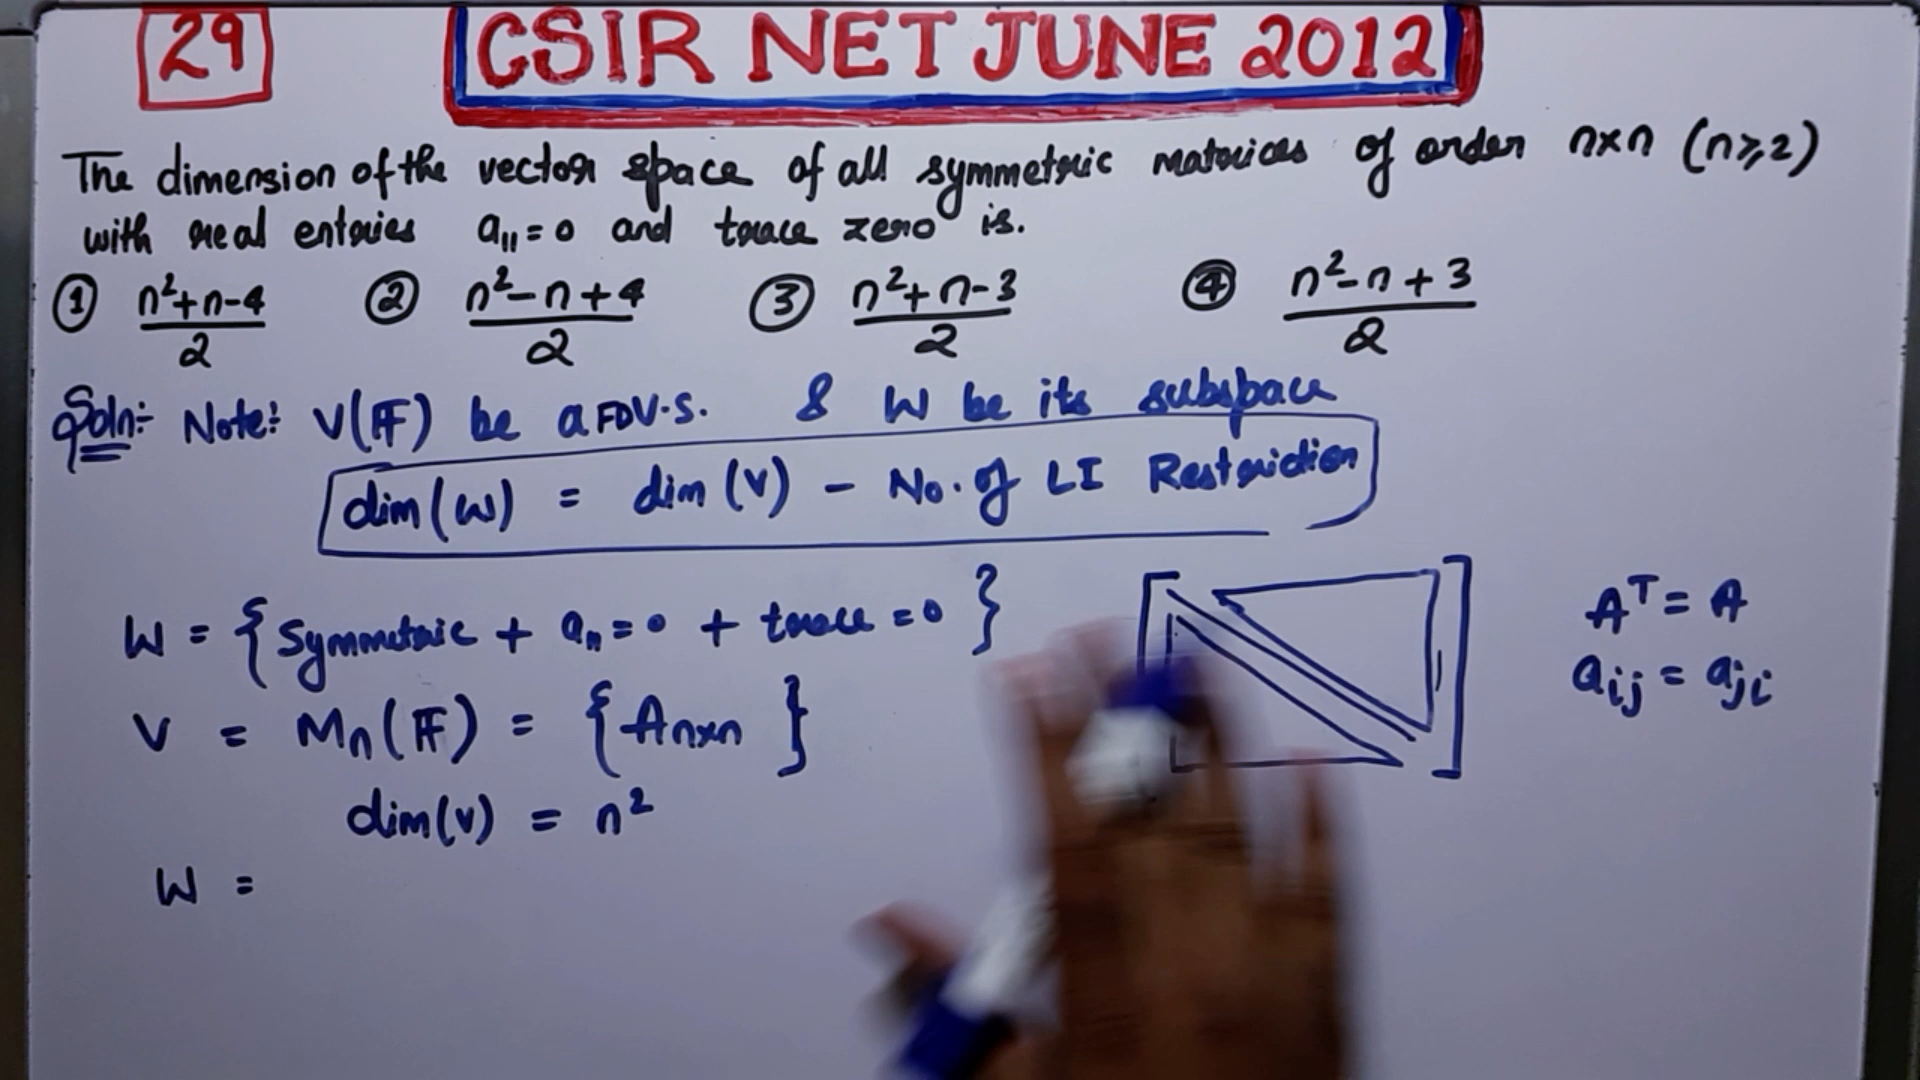 29
CSIR NET JUNE 2012
The dimension of the vector space of all symmetric matrices of order n×n (n≥2)
with real entries a₁₁=0 and trace zero is.
① n²+n-4/2 ② n²-n+4/2 ③ n²+n-3/2 ④ n²-n+3/2
Soln:- Note:- V(F) be a FDV.S. & W be its subspace
dim(W) = dim(V) - No. of LI Restriction
W = {Symmetric + a₁₁=0 + trace=0}
V = Mn(F) = {An×n}
dim(V) = n²
W =
Aᵀ = A
aij = aji